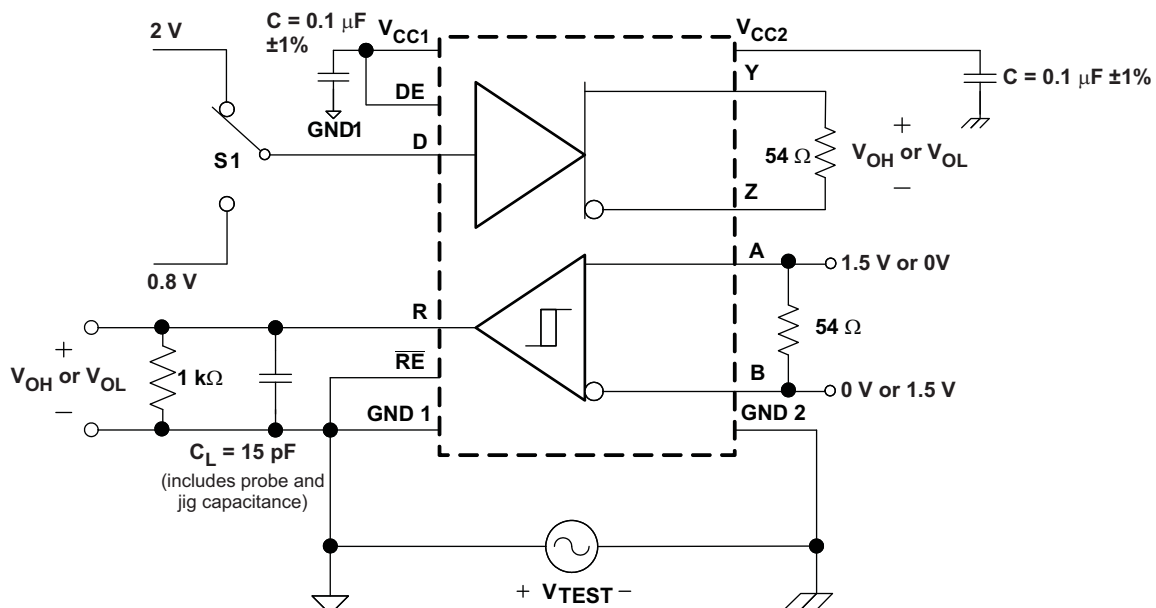 C = 0.1 μF
±1%
VCC1
VCC2
2 V
Y
C = 0.1 μF ±1%
DE
GND1
+
D
S1
54 Ω
VOH or VOL
−
Z
A
1.5 V or 0V
0.8 V
R
54 Ω
+
RE
VOH or VOL
1 kΩ
B
0 V or 1.5 V
−
GND 1
GND 2
CL = 15 pF
(includes probe and
jig capacitance)
+ VTEST −